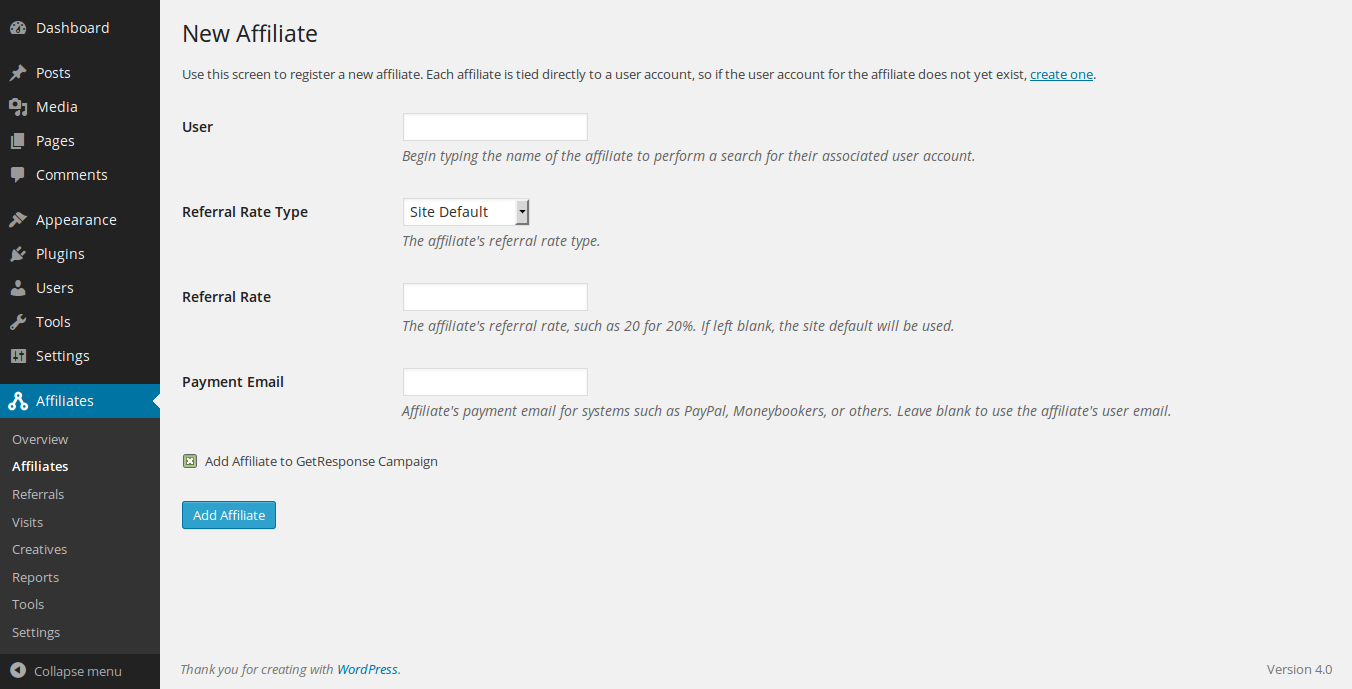 Dashboard
Posts
Media
Pages
Comments
Appearance
Plugins
Users
Tools
Settings
Affiliates
Overview
Affiliates
Referrals
Visits
Creatives
Reports
Tools
Settings
Collapse menu
New Affiliate
Use this screen to register a new affiliate. Each affiliate is tied directly to a user account, so if the user account for the affiliate does not yet exist, create one.
User
Begin typing the name of the affiliate to perform a search for their associated user account.
Referral Rate Type
Site Default
The affiliate's referral rate type.
Referral Rate
The affiliate's referral rate, such as 20 for 20%. If left blank, the site default will be used.
Payment Email
Affiliate's payment email for systems such as PayPal, Moneybookers, or others. Leave blank to use the affiliate's user email.
Add Affiliate to GetResponse Campaign
Add Affiliate
Thank you for creating with WordPress.
Version 4.0